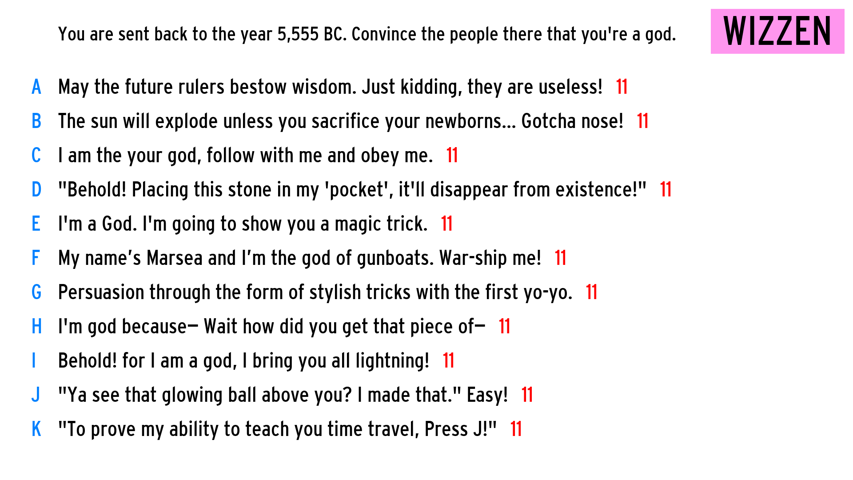 You are sent back to the year 5,555 BC. Convince the people there that you're a god.
WIZZEN
A May the future rulers bestow wisdom. Just kidding, they are useless! 11
B The sun will explode unless you sacrifice your newborns... Gotcha nose! 11
C I am the your god, follow with me and obey me. 11
D "Behold! Placing this stone in my 'pocket', it'll disappear from existence!" 11
E I'm a God. I'm going to show you a magic trick. 11
F My name’s Marsea and I’m the god of gunboats. War-ship me! 11
G Persuasion through the form of stylish tricks with the first yo-yo. 11
H I'm god because— Wait how did you get that piece of— 11
I Behold! for I am a god, I bring you all lightning! 11
J "Ya see that glowing ball above you? I made that." Easy! 11
K "To prove my ability to teach you time travel, Press J!" 11